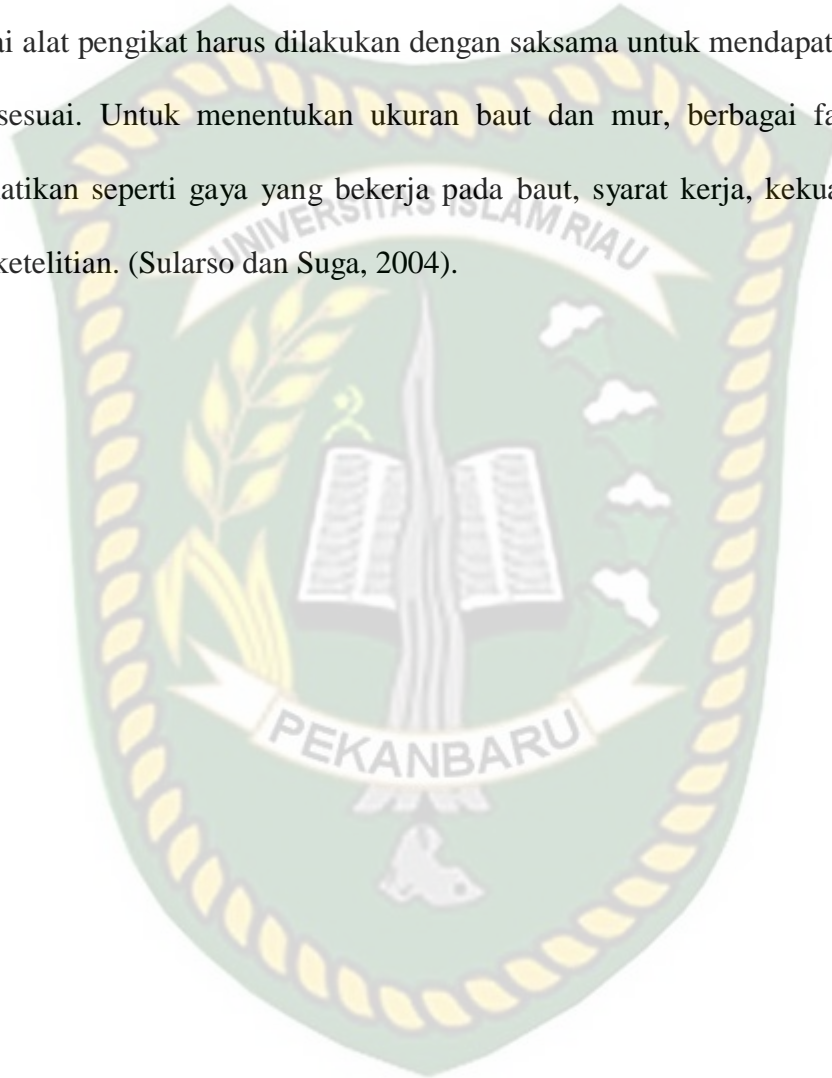 ai alat pengikat harus dilakukan dengan saksama untuk mendapat
sesuai. Untuk menentukan ukuran baut dan mur, berbagai fa
atikan seperti gaya yang bekerja pada baut, syarat kerja, kekua
ketelitian. (Sularso dan Suga, 2004).
UNIVERSITAS ISLAM RIAU
PEKANBARU